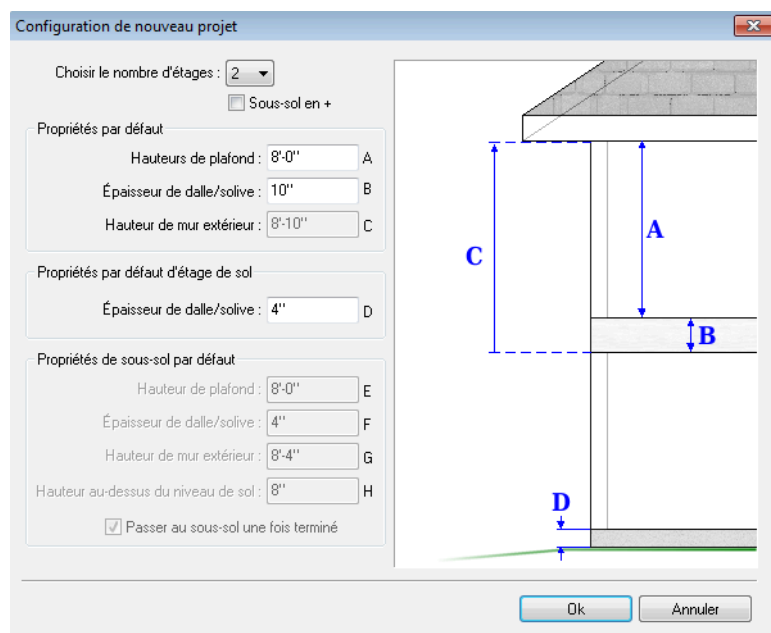 Configuration de nouveau projet
Choisir le nombre d'étages : 2
Sous-sol en +
Propriétés par défaut
Hauteurs de plafond : 8'-0'' A
Épaisseur de dalle/solive : 10'' B
Hauteur de mur extérieur : 8'-10'' C
Propriétés par défaut d'étage de sol
Épaisseur de dalle/solive : 4'' D
Propriétés de sous-sol par défaut
Hauteur de plafond : 8'-0'' E
Épaisseur de dalle/solive : 4'' F
Hauteur de mur extérieur : 8'-4'' G
Hauteur au-dessus du niveau de sol : 8'' H
Passer au sous-sol une fois terminé
A
C
B
D
Ok Annuler